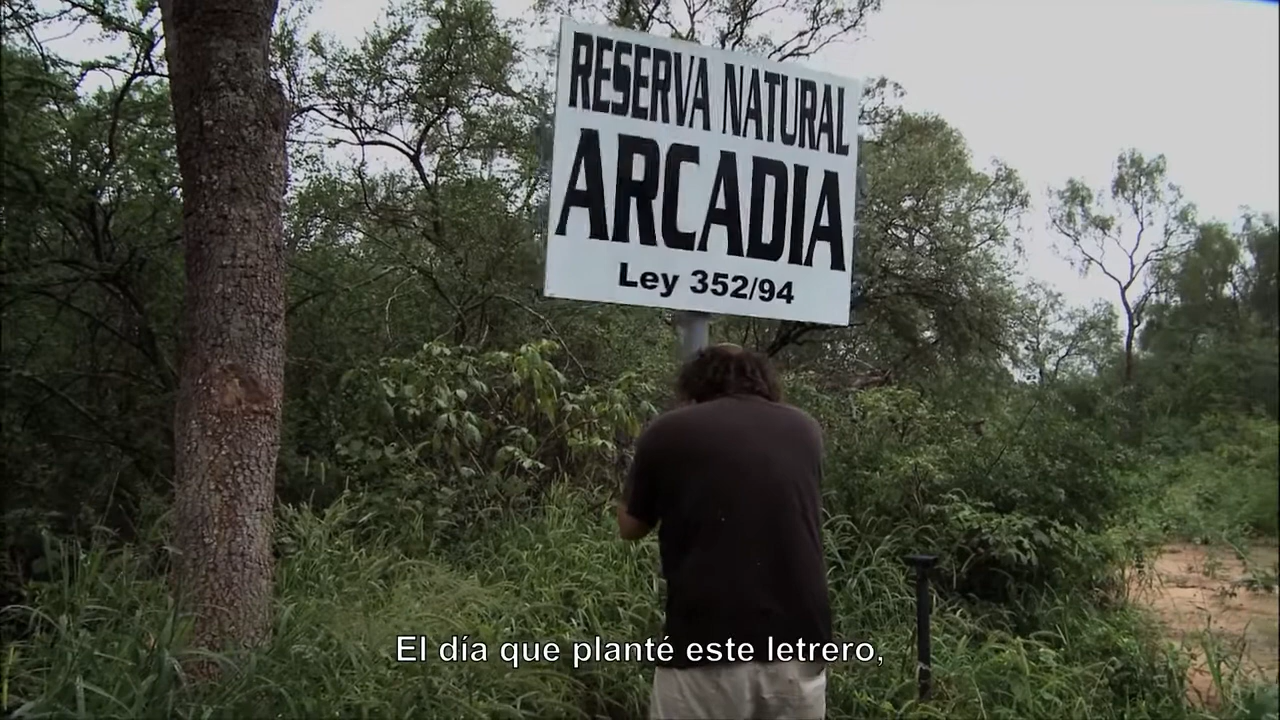 RESERVA NATURAL
ARCADIA
Ley 352/94
El día que planté este letrero,